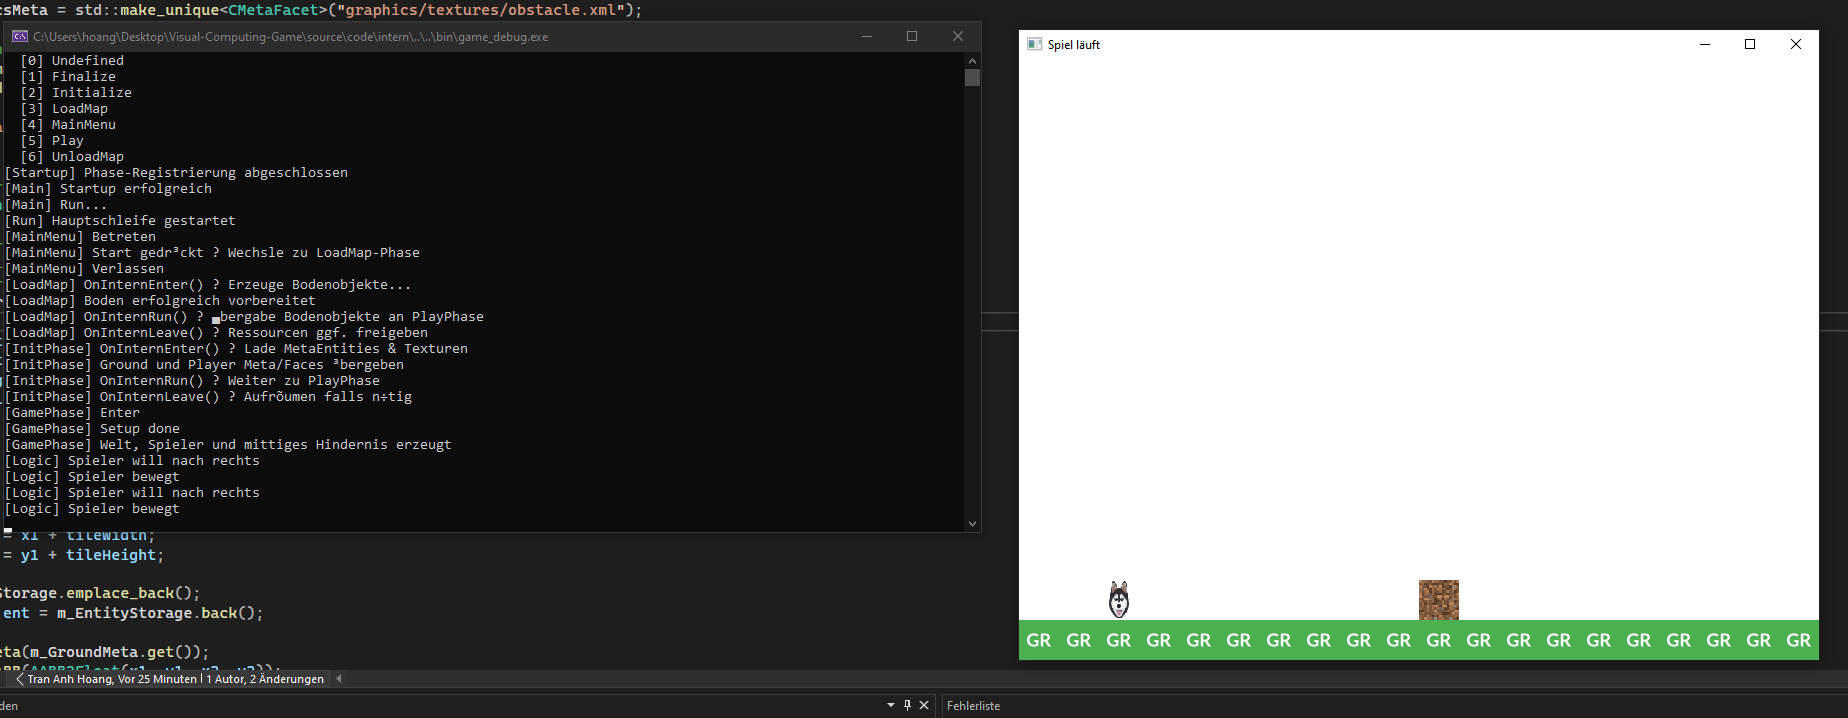 csMeta = std::make_unique<CMetaFacet>("graphics/textures/obstacle.xml");
C:\Users\hoang\Desktop\Visual-Computing-Game\source\code\intern\..\..\bin\game_debug.exe
[0] Undefined
[1] Finalize
[2] Initialize
[3] LoadMap
[4] MainMenu
[5] Play
[6] UnloadMap
[Startup] Phase-Registrierung abgeschlossen
[Main] Startup erfolgreich
[Main] Run...
[Run] Hauptschleife gestartet
[MainMenu] Betreten
[MainMenu] Start gedr³ckt ? Wechsle zu LoadMap-Phase
[MainMenu] Verlassen
[LoadMap] OnInternEnter() ? Erzeuge Bodenobjekte...
[LoadMap] Boden erfolgreich vorbereitet
[LoadMap] OnInternRun() ? ▄bergabe Bodenobjekte an PlayPhase
[LoadMap] OnInternLeave() ? Ressourcen ggf. freigeben
[InitPhase] OnInternEnter() ? Lade MetaEntities & Texturen
[InitPhase] Ground und Player Meta/Faces ³bergeben
[InitPhase] OnInternRun() ? Weiter zu PlayPhase
[InitPhase] OnInternLeave() ? Aufrõumen falls n÷tig
[GamePhase] Enter
[GamePhase] Setup done
[GamePhase] Welt, Spieler und mittiges Hindernis erzeugt
[Logic] Spieler will nach rechts
[Logic] Spieler bewegt
[Logic] Spieler will nach rechts
[Logic] Spieler bewegt
= x1 + tileWidth;
= y1 + tileHeight;
Storage.emplace_back();
ent = m_EntityStorage.back();
eta(m_GroundMeta.get());
BB(AABB2Float(x1, y1, x2, y2));
Tran Anh Hoang, Vor 25 Minuten | 1 Autor, 2 Änderungen
den
Fehlerliste
Spiel läuft
GR GR GR GR GR GR GR GR GR GR GR GR GR GR GR GR GR GR GR GR